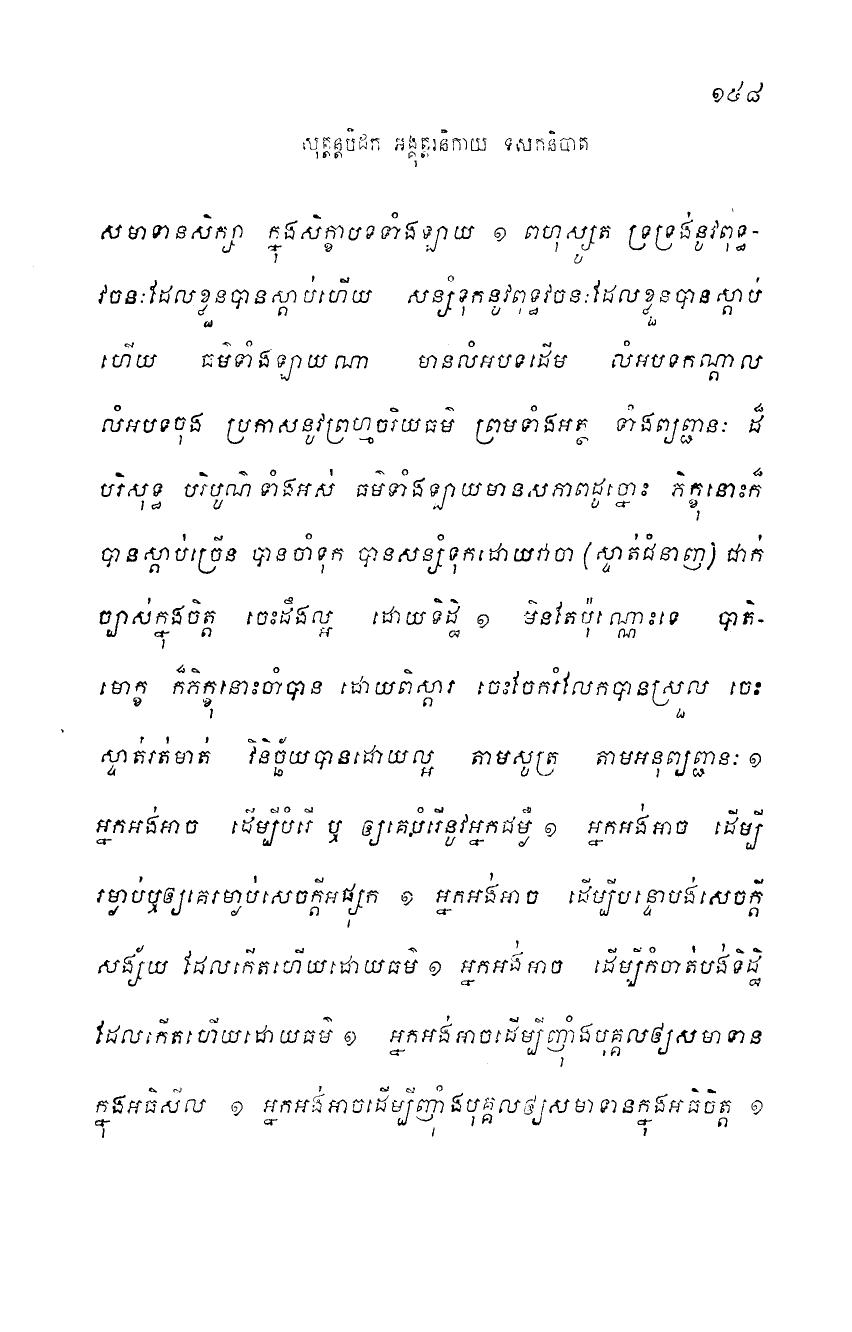 ១៥៨
សុត្តន្តបិដក អង្គុត្តរនិកាយ ទសកនិបាត
សមាទានសិក្សា ក្នុងសិក្ខាបទទាំងឡាយ ១ ពហុស្សូត ទ្រទ្រង់នូវពុទ្ធ-
វចនៈដែលខ្លួនបានស្តាប់ហើយ សន្សំទុកនូវពុទ្ធវចនៈដែលខ្លួនបានស្តាប់
ហើយ ធម៌ទាំងឡាយណា មានលំអបទដើម លំអបទកណ្តាល
លំអបទចុង ប្រកាសនូវព្រហ្មចរិយធម៌ ព្រមទាំងអត្ថ ទាំងព្យញ្ជនៈ ដ៏
បរិសុទ្ធ បរិបូណ៌ ទាំងអស់ ធម៌ទាំងឡាយមានសភាពដូច្នោះ ភិក្ខុនោះក៏
បានស្តាប់ច្រើន បានចាំទុក បានសន្សំទុកដោយវាចា (ស្ទាត់ជំនាញ) ជាក់
ច្បាស់ក្នុងចិត្ត ចេះដឹងល្អ ដោយទិដ្ឋិ ១ មិនតែប៉ុណ្ណោះទេ បាតិ-
មោក្ខ ក៏ភិក្ខុនោះចាំបាន ដោយពិស្តារ ចេះចែករំលែកបានស្រួល ចេះ
ស្ទាត់រត់មាត់ វិនិច្ឆ័យបានដោយល្អ តាមសូត្រ តាមអនុព្យញ្ជនៈ ១
អ្នកអង់អាច ដើម្បីបំរើ ឬ ឲ្យគេបំរើនូវអ្នកជម្ងឺ ១ អ្នកអង់អាច ដើម្បី
រម្ងាប់ឬឲ្យគេរម្ងាប់សេចក្តីអផ្សុក ១ អ្នកអង់អាច ដើម្បីបន្ទោបង់សេចក្តី
សង្ស័យ ដែលកើតហើយដោយធម៌ ១ អ្នកអង់អាច ដើម្បីកំចាត់បង់ទិដ្ឋិ
ដែលកើតហើយដោយធម៌ ១ អ្នកអង់អាចដើម្បីញ៉ាំងបុគ្គលឲ្យសមាទាន
ក្នុងអធិសីល ១ អ្នកអង់អាចដើម្បីញ៉ាំងបុគ្គលឲ្យសមាទានក្នុងអធិចិត្ត ១